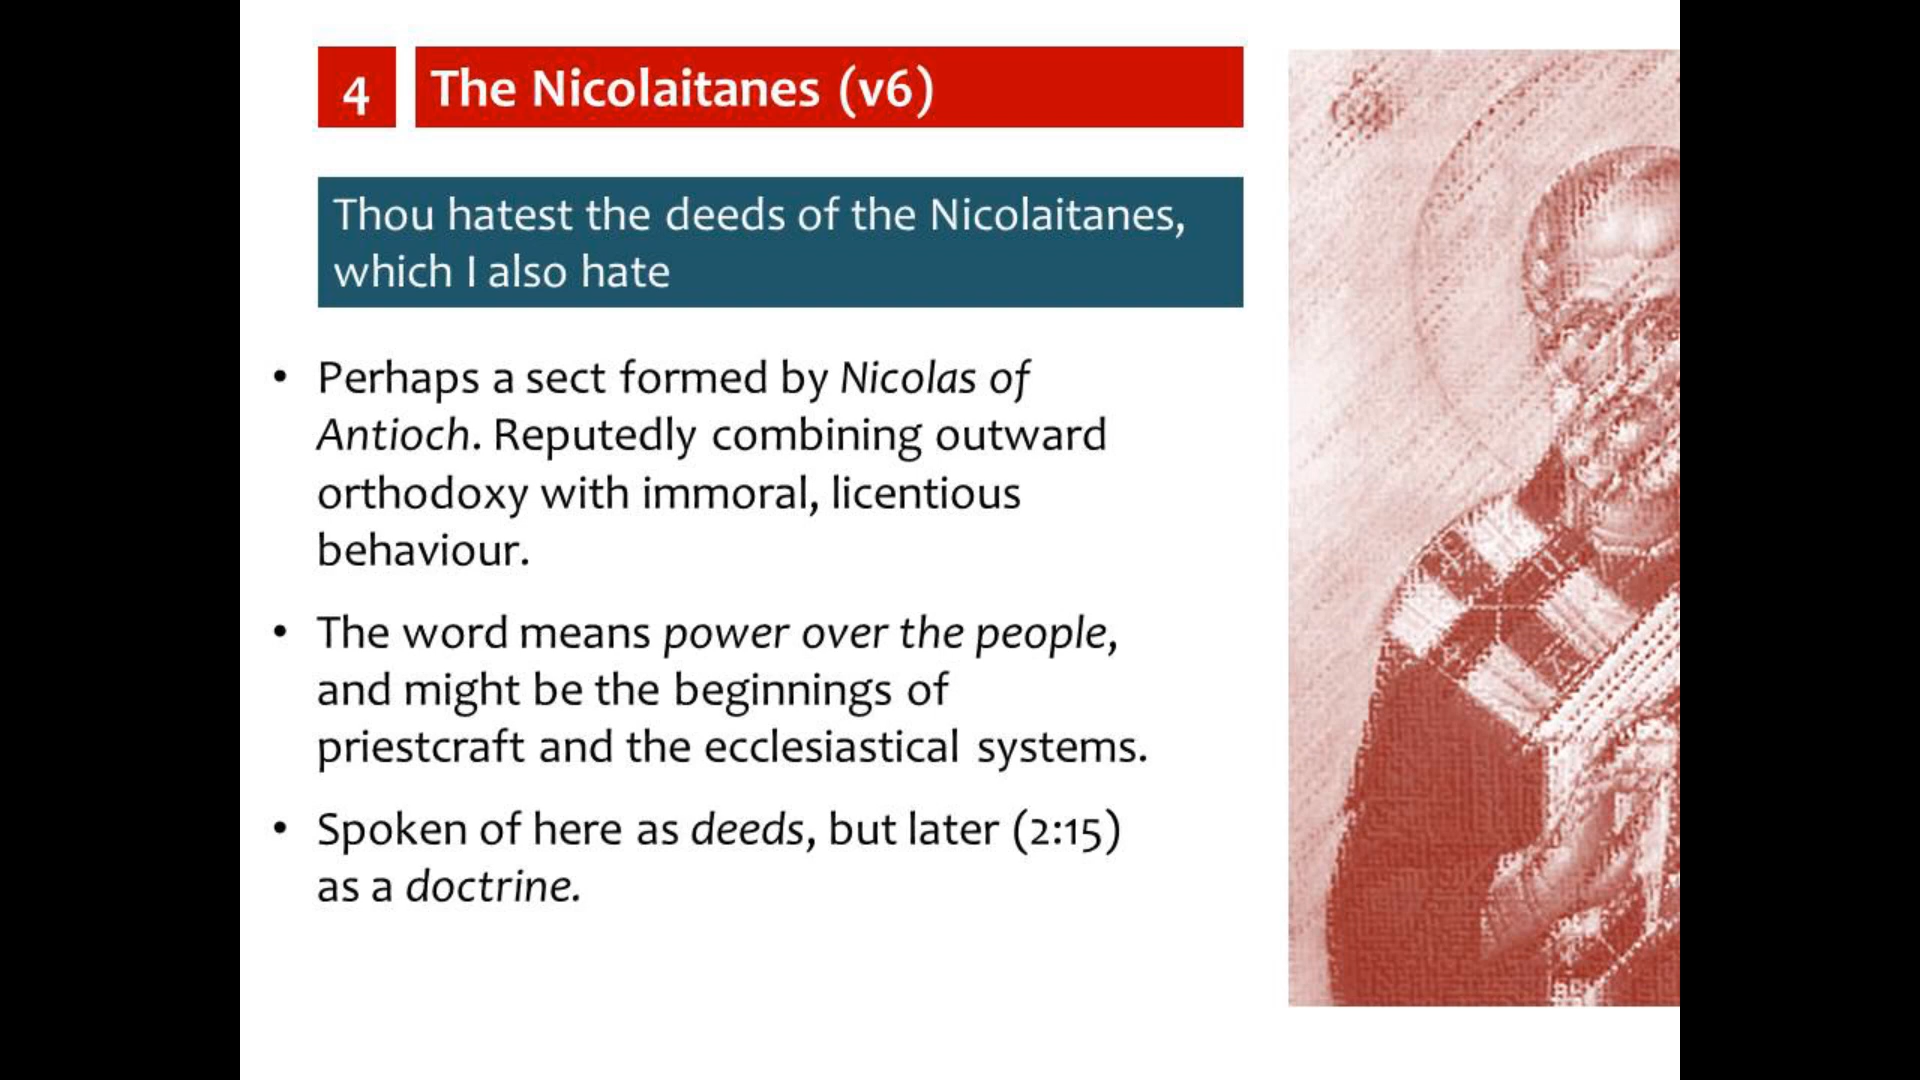 4 The Nicolaitanes (v6)
Thou hatest the deeds of the Nicolaitanes,
which I also hate
• Perhaps a sect formed by Nicolas of
Antioch. Reputedly combining outward
orthodoxy with immoral, licentious
behaviour.
• The word means power over the people,
and might be the beginnings of
priestcraft and the ecclesiastical systems.
• Spoken of here as deeds, but later (2:15)
as a doctrine.